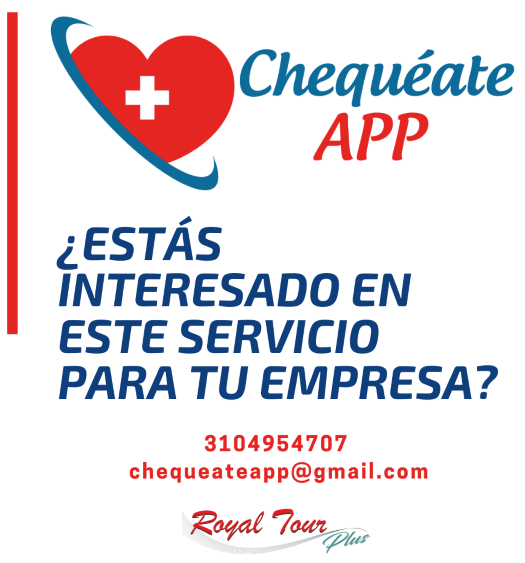 Chequéate
APP
¿ESTÁS
INTERESADO EN
ESTE SERVICIO
PARA TU EMPRESA?
3104954707
chequeateapp@gmail.com
Royal Tour
Plus